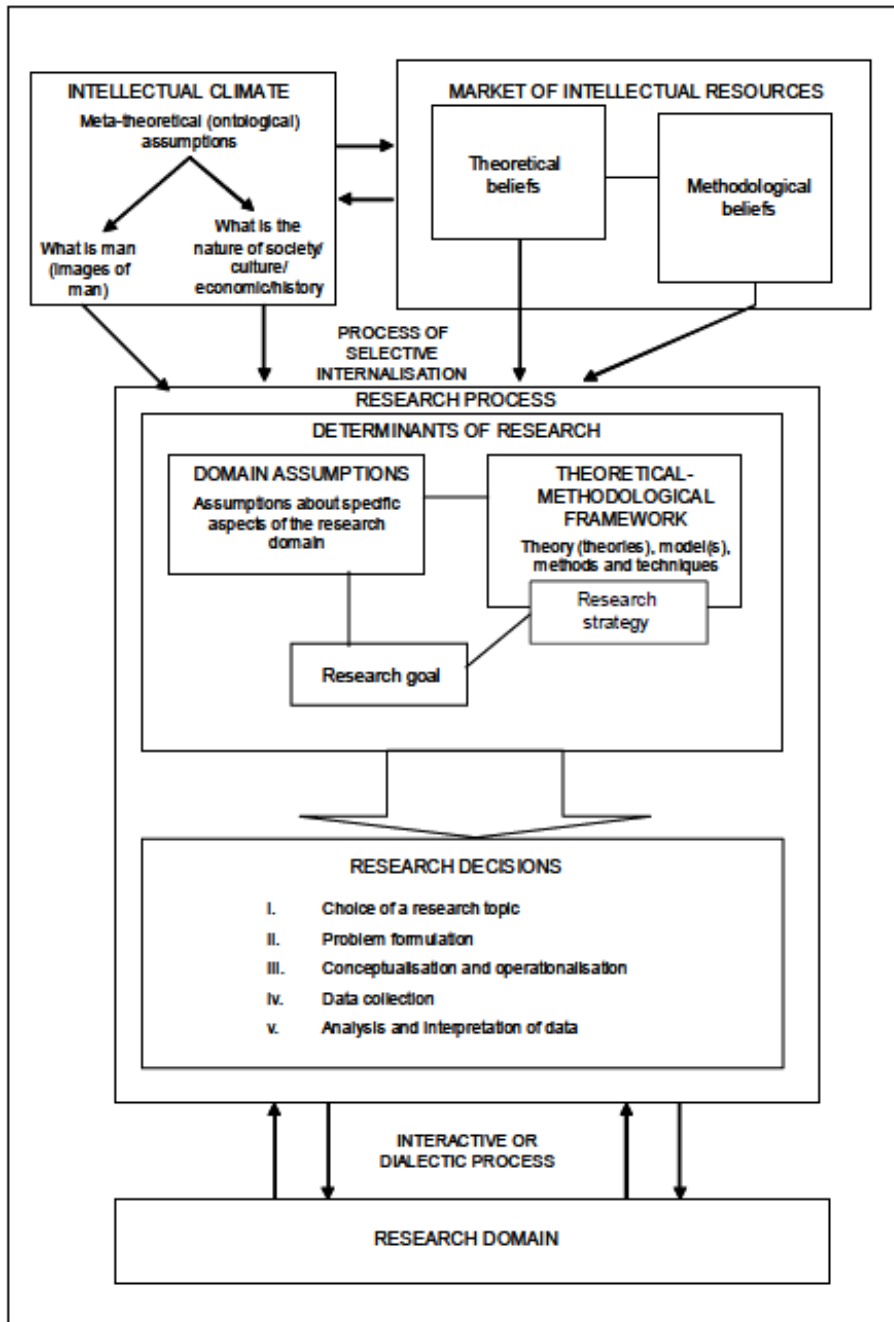 INTELLECTUAL CLIMATE
Meta-theoretical (ontological)
assumptions
What is man
(images of
man)
What is the
nature of society/
culture/
economic/history
MARKET OF INTELLECTUAL RESOURCES
Theoretical
beliefs
Methodological
beliefs
PROCESS OF
SELECTIVE
INTERNALISATION
RESEARCH PROCESS
DETERMINANTS OF RESEARCH
DOMAIN ASSUMPTIONS
Assumptions about specific
aspects of the research
domain
THEORETICAL-
METHODOLOGICAL
FRAMEWORK
Theory (theories), model(s),
methods and techniques
Research
strategy
Research goal
RESEARCH DECISIONS
I. Choice of a research topic
II. Problem formulation
III. Conceptualisation and operationalisation
iv. Data collection
v. Analysis and interpretation of data
INTERACTIVE OR
DIALECTIC PROCESS
RESEARCH DOMAIN